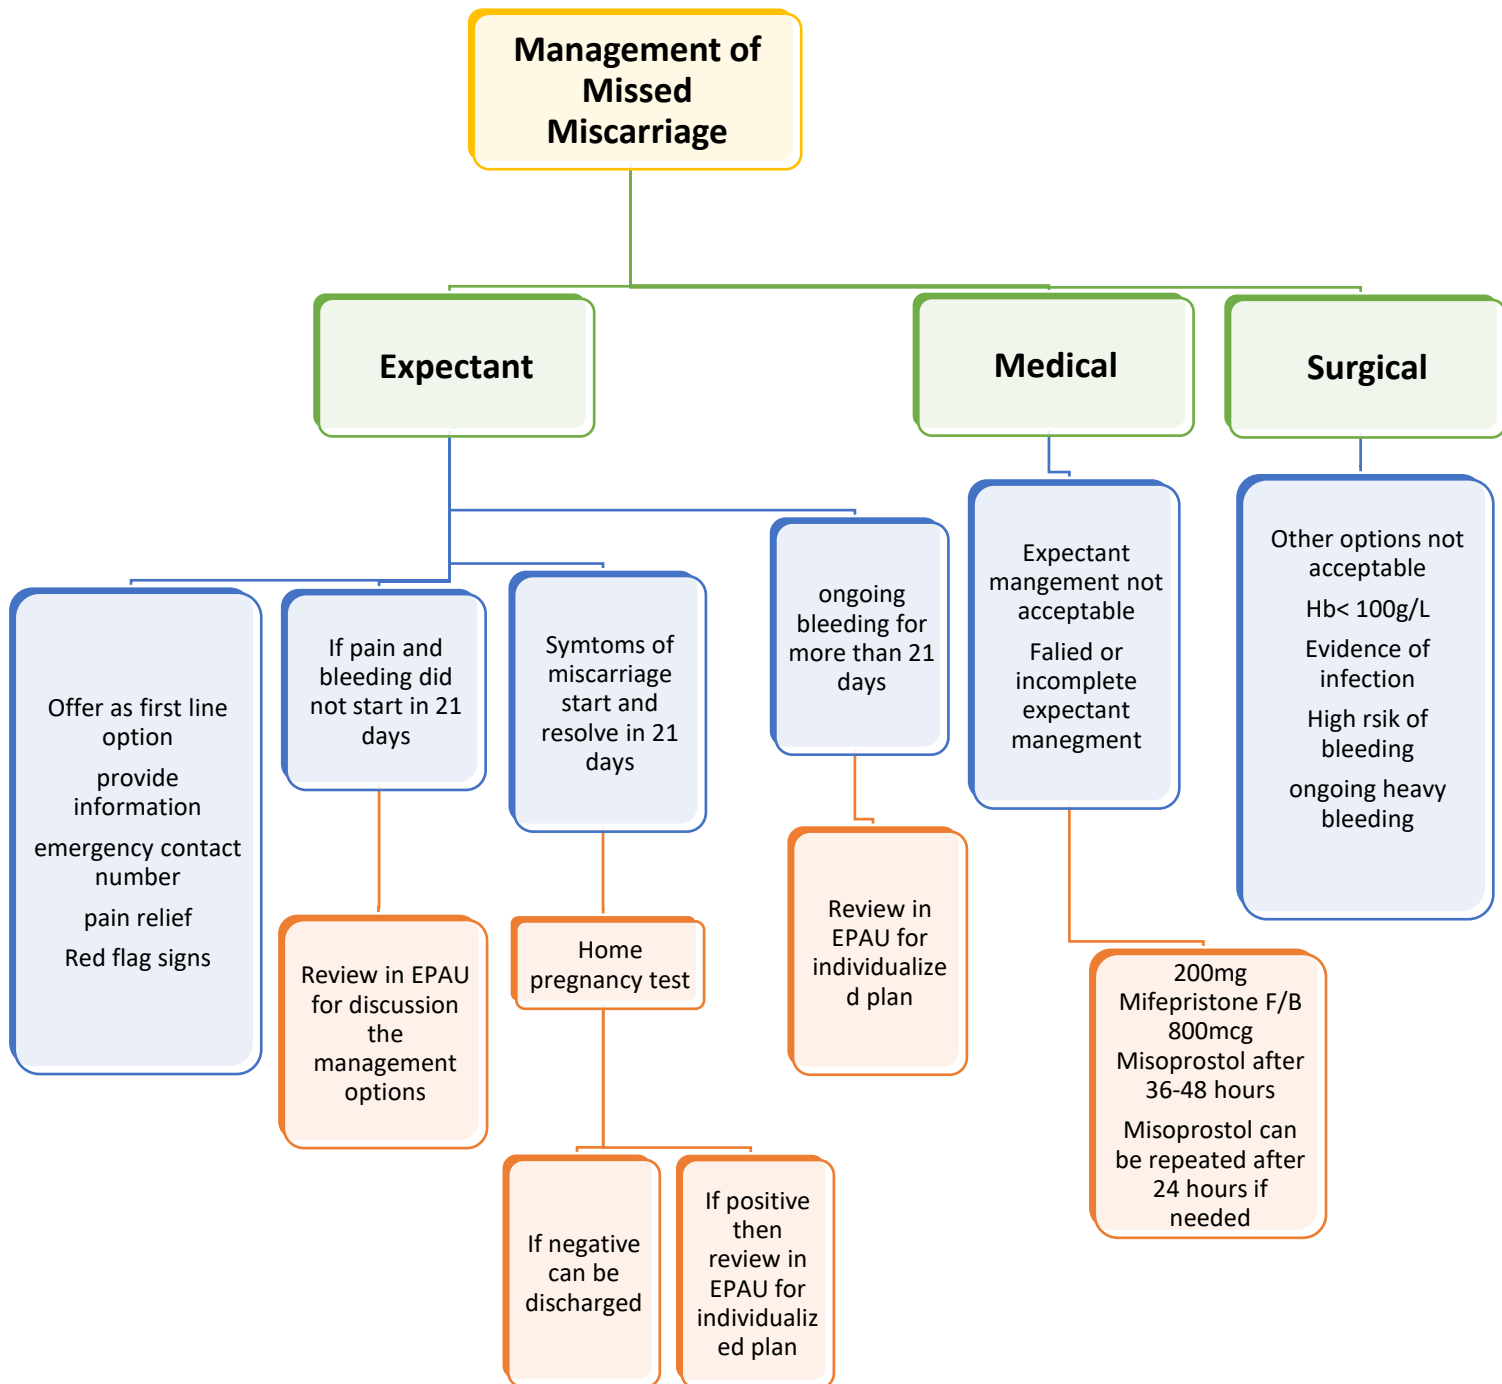 Management of
Missed
Miscarriage
Expectant
Medical
Surgical
Offer as first line
option
provide
information
emergency contact
number
pain relief
Red flag signs
If pain and
bleeding did
not start in 21
days
Symtoms of
miscarriage
start and
resolve in 21
days
ongoing
bleeding for
more than 21
days
Expectant
mangement not
acceptable
Falied or
incomplete
expectant
manegment
Other options not
acceptable
Hb< 100g/L
Evidence of
infection
High rsik of
bleeding
ongoing heavy
bleeding
Review in EPAU
for discussion
the
management
options
Home
pregnancy test
Review in
EPAU for
individualize
d plan
200mg
Mifepristone F/B
800mcg
Misoprostol after
36-48 hours
Misoprostol can
be repeated after
24 hours if
needed
If negative
can be
discharged
If positive
then
review in
EPAU for
individualiz
ed plan